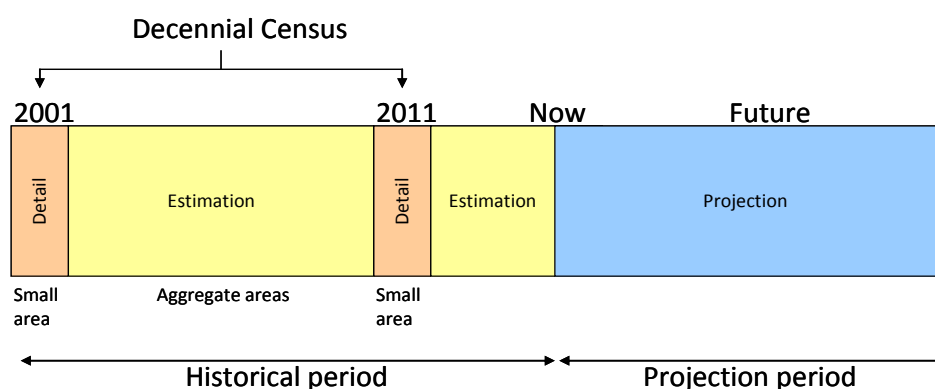 Decennial Census
2001
2011
Now
Future
Detail
Estimation
Detail
Estimation
Projection
Small
area
Aggregate areas
Small
area
Historical period
Projection period